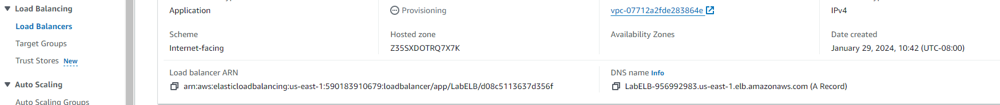 Load Balancing
Load Balancers
Target Groups
Trust Stores New
Auto Scaling
Auto Scaling Groups
Application
Provisioning
vpc-07712a2fde283864e
IPv4
Scheme
Internet-facing
Hosted zone
Z35SXDOTRQ7X7K
Availability Zones
Date created
January 29, 2024, 10:42 (UTC-08:00)
Load balancer ARN
arn:aws:elasticloadbalancing:us-east-1:590183910679:loadbalancer/app/LabELB/d08c5113637d356f
DNS name Info
LabELB-956992983.us-east-1.elb.amazonaws.com (A Record)